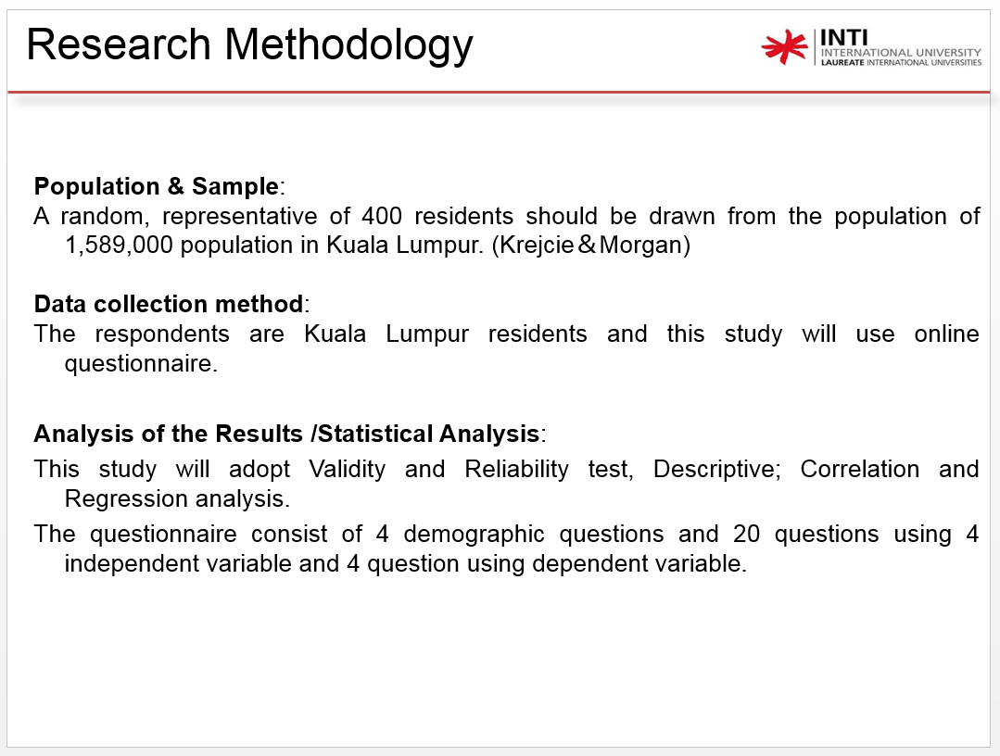 Research Methodology
INTI
INTERNATIONAL UNIVERSITY
LAUREATE INTERNATIONAL UNIVERSITIES
Population & Sample:
A random, representative of 400 residents should be drawn from the population of
1,589,000 population in Kuala Lumpur. (Krejcie＆Morgan)
Data collection method:
The respondents are Kuala Lumpur residents and this study will use online
questionnaire.
Analysis of the Results /Statistical Analysis:
This study will adopt Validity and Reliability test, Descriptive; Correlation and
Regression analysis.
The questionnaire consist of 4 demographic questions and 20 questions using 4
independent variable and 4 question using dependent variable.